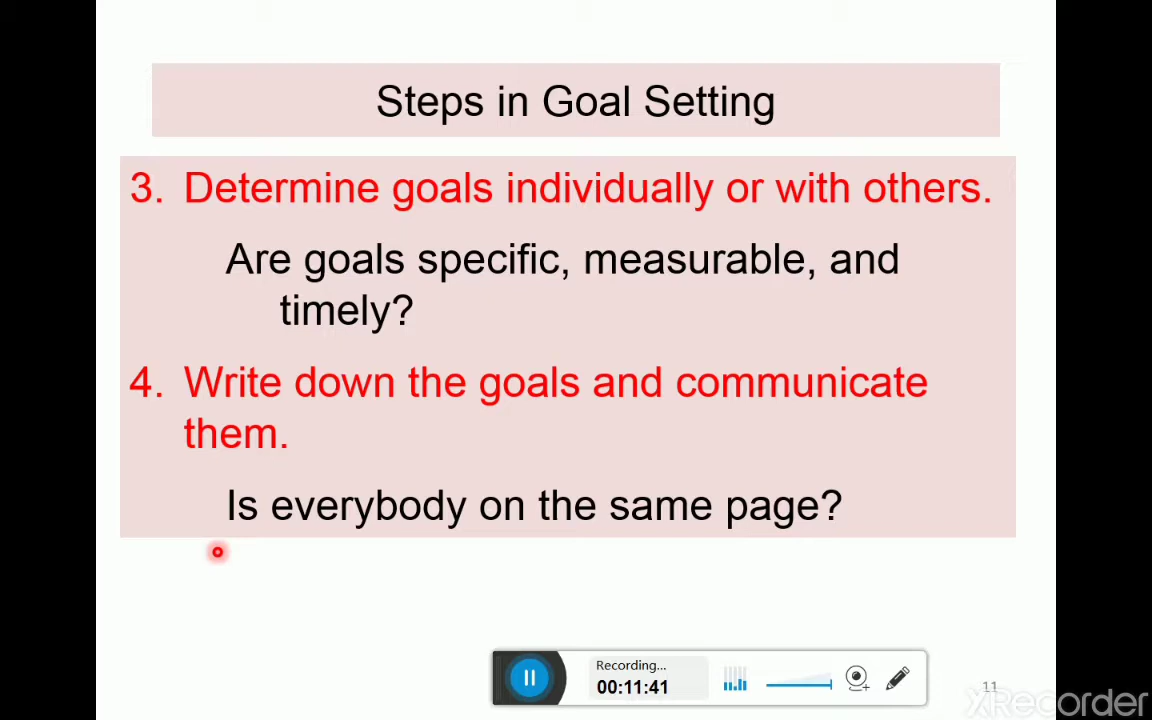 Steps in Goal Setting
3. Determine goals individually or with others.
Are goals specific, measurable, and
timely?
4. Write down the goals and communicate
them.
Is everybody on the same page?
Recording...
00:11:41
11
XRecorder